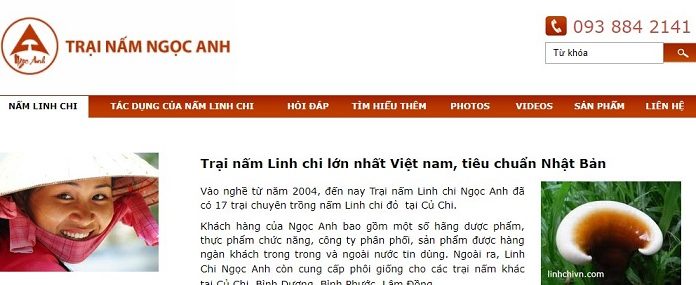 Ngọc Anh
TRẠI NẤM NGỌC ANH
093 884 2141
Từ khóa
NẤM LINH CHI
TÁC DỤNG CỦA NẤM LINH CHI
HỎI ĐÁP
TÌM HIỂU THÊM
PHOTOS
VIDEOS
SẢN PHẨM
LIÊN HỆ
Trại nấm Linh chi lớn nhất Việt nam, tiêu chuẩn Nhật Bản
Vào nghề từ năm 2004, đến nay Trại nấm Linh chi Ngọc Anh đã
có 17 trại chuyên trồng nấm Linh chi đỏ tại Củ Chi.
Khách hàng của Ngọc Anh bao gồm một số hãng dược phẩm,
thực phẩm chức năng, công ty phân phối, sản phẩm được hàng
ngàn khách trong trong và ngoài nước tin dùng. Ngoài ra, Linh
Chi Ngọc Anh còn cung cấp phôi giống cho các trại nấm khác
tại Củ Chi, Bình Dương, Bình Phước, Lâm Đồng
linhchivn.com